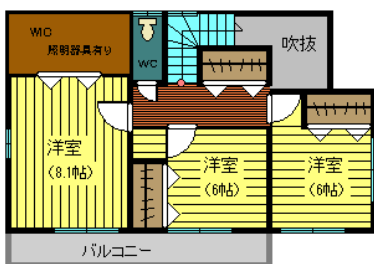 WIC
照明器具有り
WC
吹抜
洋室
(8.1帖)
洋室
(6帖)
洋室
(6帖)
バルコニー